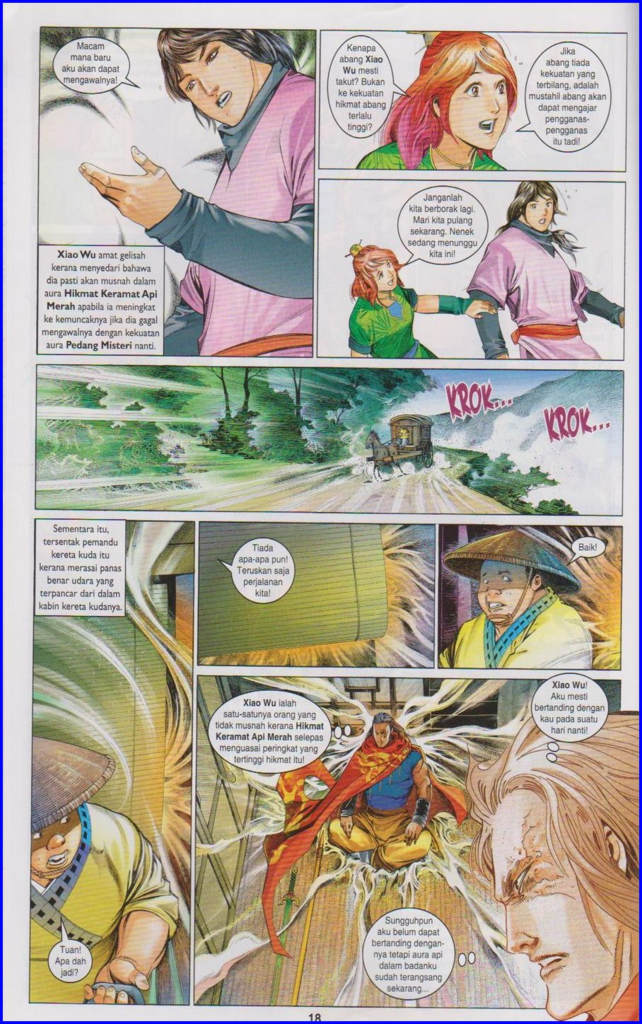 Macam
mana baru
aku akan dapat
mengawalnya!
Xiao Wu amat gelisah
kerana menyedari bahawa
dia pasti akan musnah dalam
aura Hikmat Keramat Api
Merah apabila ia meningkat
ke kemuncaknya jika dia gagal
mengawalnya dengan kekuatan
aura Pedang Misteri nanti.
Kenapa
abang Xiao
Wu mesti
takut? Bukan
ke kekuatan
hikmat abang
terlalu
tinggi?
Jika
abang tiada
kekuatan yang
terbilang, adalah
mustahil abang akan
dapat mengajar
pengganas-
pengganas
itu tadi!
Janganlah
kita berborak lagi.
Mari kita pulang
sekarang. Nenek
sedang menunggu
kita ini!
KROK...
KROK...
Sementara itu,
tersentak pemandu
kereta kuda itu
kerana merasai panas
benar udara yang
terpancar dari dalam
kabin kereta kudanya.
Tuan!
Apa dah
jadi?
Tiada
apa-apa pun!
Teruskan saja
perjalanan
kita!
Baik!
Xiao Wu ialah
satu-satunya orang yang
tidak musnah kerana Hikmat
Keramat Api Merah selepas
menguasai peringkat yang
tertinggi hikmat itu!
Xiao Wu!
Aku mesti
bertanding dengan
kau pada suatu
hari nanti!
Sungguhpun
aku belum dapat
bertanding dengan-
nya tetapi aura api
dalam badanku
sudah terangsang
sekarang...
18